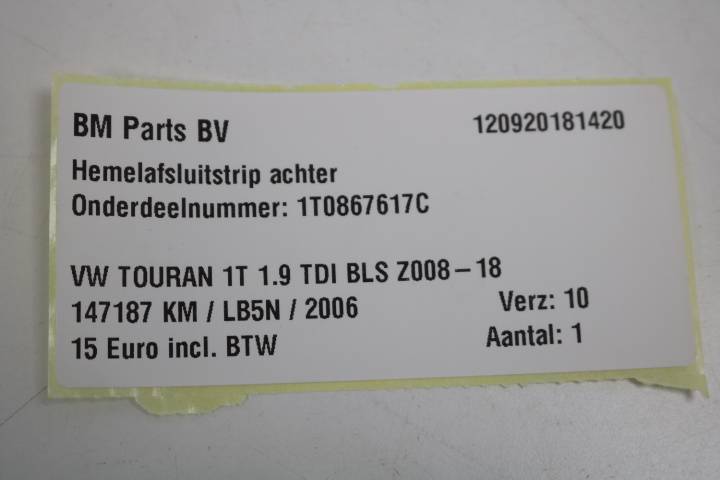 BM Parts BV 120920181420
Hemelafsluitstrip achter
Onderdeelnummer: 1T0867617C
VW TOURAN 1T 1.9 TDI BLS Z008-18
147187 KM / LB5N / 2006 Verz: 10
15 Euro incl. BTW Aantal: 1